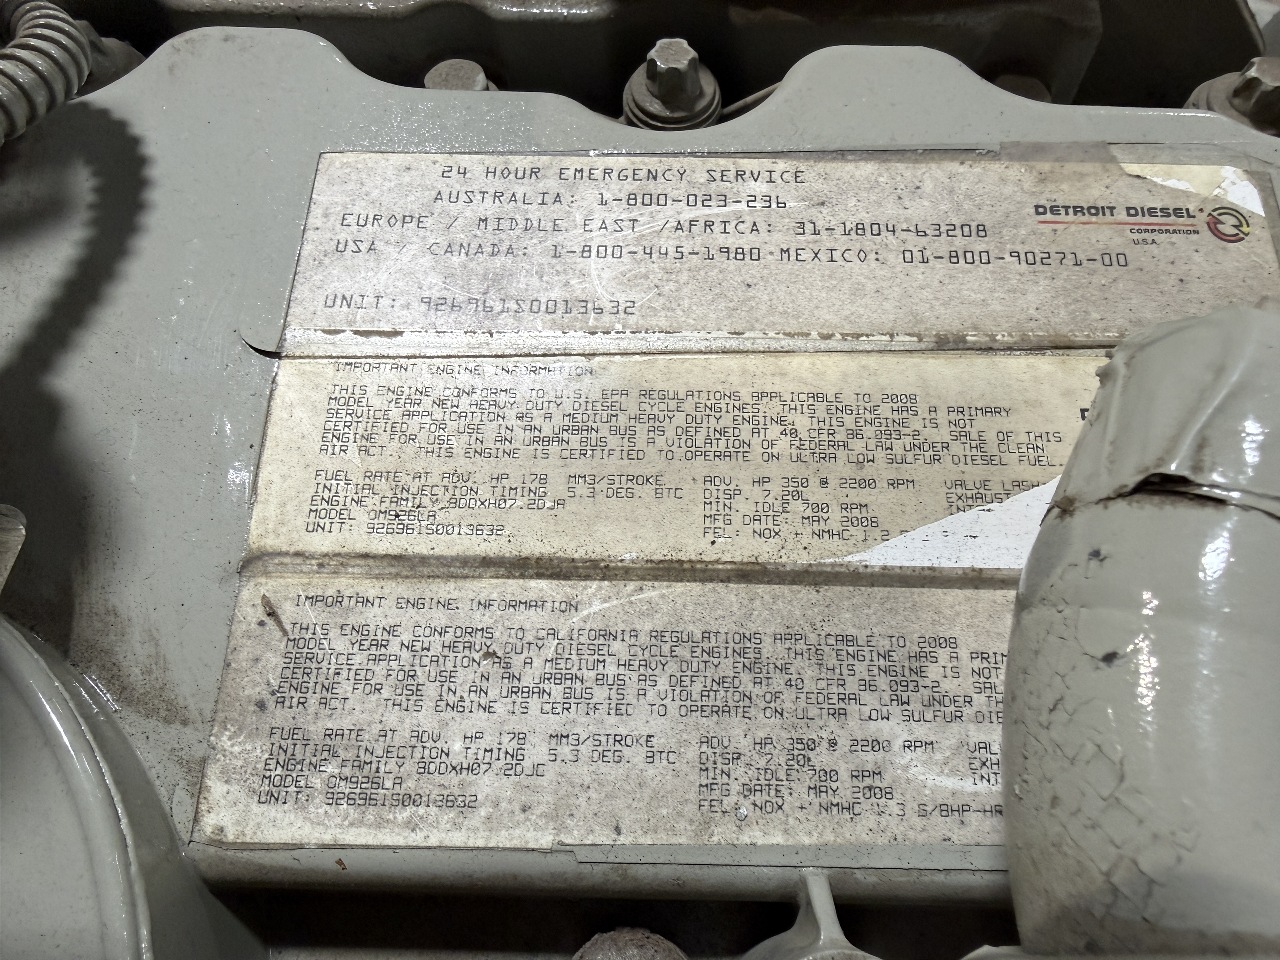 24 HOUR EMERGENCY SERVICE
AUSTRALIA: 1-800-023-236
EUROPE / MIDDLE EAST /AFRICA: 31-1804-63208
USA / CANADA: 1-800-445-1980 MEXICO: 01-800-90271-00
UNIT: 926961S0013632
DETROIT DIESEL
CORPORATION
U.S.A.
IMPORTANT ENGINE INFORMATION
THIS ENGINE CONFORMS TO U.S. EPA REGULATIONS APPLICABLE TO 2008
MODEL YEAR NEW HEAVY DUTY DIESEL CYCLE ENGINES. THIS ENGINE HAS A PRIMARY
SERVICE APPLICATION AS A MEDIUM HEAVY DUTY ENGINE. THIS ENGINE IS NOT
CERTIFIED FOR USE IN AN URBAN BUS AS DEFINED AT 40 CFR 86.093-2. SALE OF THIS
ENGINE FOR USE IN AN URBAN BUS IS A VIOLATION OF FEDERAL LAW UNDER THE CLEAN
AIR ACT. THIS ENGINE IS CERTIFIED TO OPERATE ON ULTRA LOW SULFUR DIESEL FUEL.
FUEL RATE AT ADV. HP 178 MM3/STROKE ADV. HP 350 @ 2200 RPM VALVE LASH
INITIAL INJECTION TIMING 5.3 DEG. BTC DISP. 7.20L EXHAUST
ENGINE FAMILY 8DDXH07.2DJA MIN. IDLE 700 RPM
MODEL OM926LA MFG DATE: MAY 2008
UNIT: 926961S0013632 FEL: NOX + NMHC 1.2
IMPORTANT ENGINE INFORMATION
THIS ENGINE CONFORMS TO CALIFORNIA REGULATIONS APPLICABLE TO 2008
MODEL YEAR NEW HEAVY DUTY DIESEL CYCLE ENGINES. THIS ENGINE HAS A PRIM
SERVICE APPLICATION AS A MEDIUM HEAVY DUTY ENGINE. THIS ENGINE IS NOT
CERTIFIED FOR USE IN AN URBAN BUS AS DEFINED AT 40 CFR 86.093-2. SAL
ENGINE FOR USE IN AN URBAN BUS IS A VIOLATION OF FEDERAL LAW UNDER TH
AIR ACT. THIS ENGINE IS CERTIFIED TO OPERATE ON ULTRA LOW SULFUR DIE
FUEL RATE AT ADV. HP 178 MM3/STROKE ADV. HP 350 @ 2200 RPM VAL
INITIAL INJECTION TIMING 5.3 DEG. BTC DISP. 7.20L EXH
ENGINE FAMILY 8DDXH07.2DJC MIN. IDLE 700 RPM INT
MODEL OM926LA MFG DATE: MAY 2008
UNIT: 926961S0013632 FEL: NOX + NMHC 1.3 G/BHP-HR